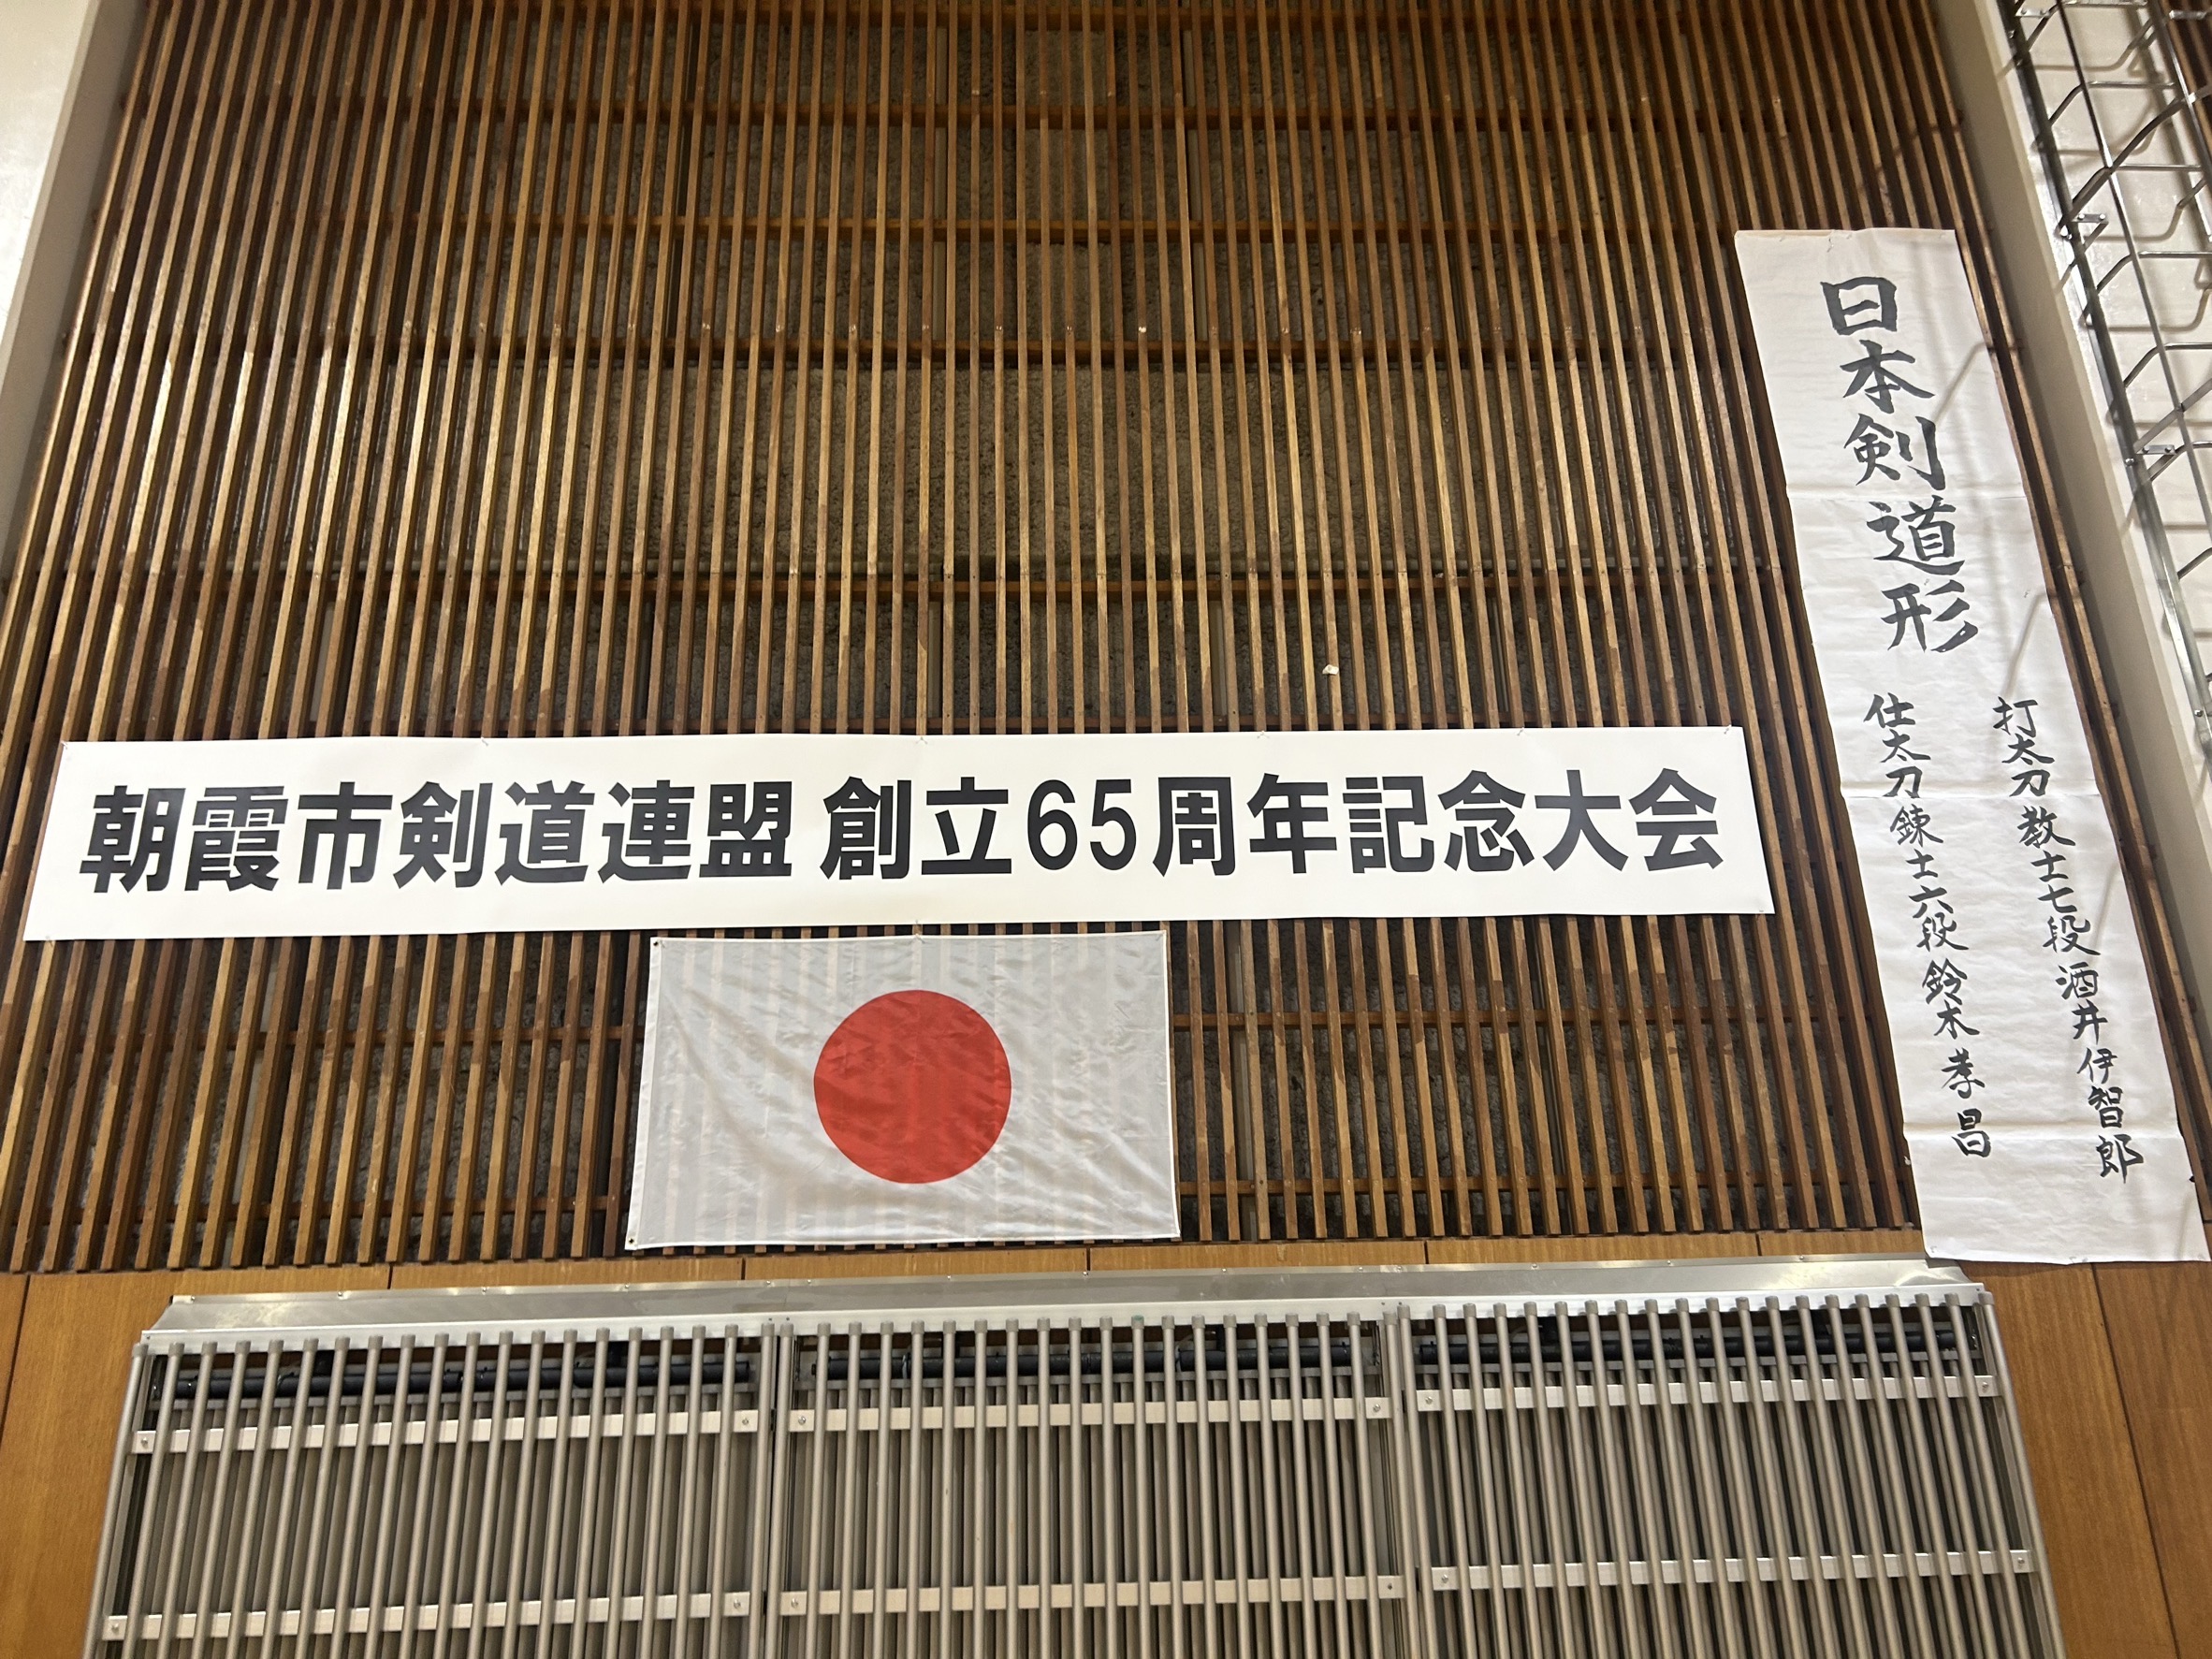 朝霞市剣道連盟 創立65周年記念大会
日本剣道形
打太刀 教士七段 酒井伊智郎
仕太刀 錬士六段 鈴木孝昌